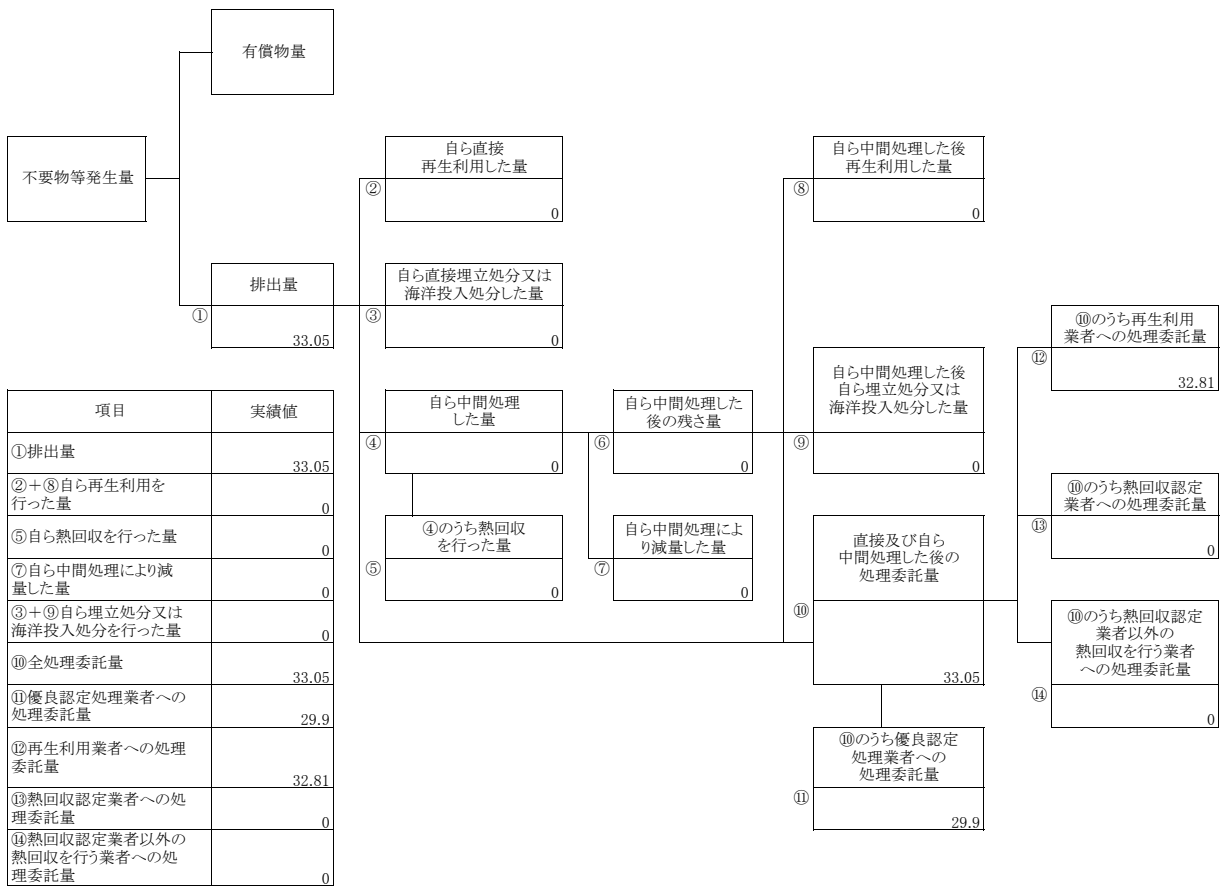 有償物量
不要物等発生量
自ら直接
再生利用した量
②
0
自ら中間処理した後
再生利用した量
⑧
0
排出量
①
33.05
自ら直接埋立処分又は
海洋投入処分した量
③
0
⑩のうち再生利用
業者への処理委託量
⑫
32.81
自ら中間処理
した量
④
0
自ら中間処理した
後の残さ量
⑥
0
自ら中間処理した後
自ら埋立処分又は
海洋投入処分した量
⑨
0
⑩のうち熱回収認定
業者への処理委託量
⑬
0
④のうち熱回収
を行った量
⑤
0
自ら中間処理によ
り減量した量
⑦
0
直接及び自ら
中間処理した後の
処理委託量
⑩
33.05
⑩のうち熱回収認定
業者以外の
熱回収を行う業者
への処理委託量
⑭
0
⑩のうち優良認定
処理業者への
処理委託量
⑪
29.9
項目 実績値
①排出量
33.05
②+⑧自ら再生利用を
行った量
0
⑤自ら熱回収を行った量
0
⑦自ら中間処理により減
量した量
0
③+⑨自ら埋立処分又は
海洋投入処分を行った量
0
⑩全処理委託量
33.05
⑪優良認定処理業者への
処理委託量
29.9
⑫再生利用業者への処理
委託量
32.81
⑬熱回収認定業者への処
理委託量
0
⑭熱回収認定業者以外の
熱回収を行う業者への処
理委託量
0